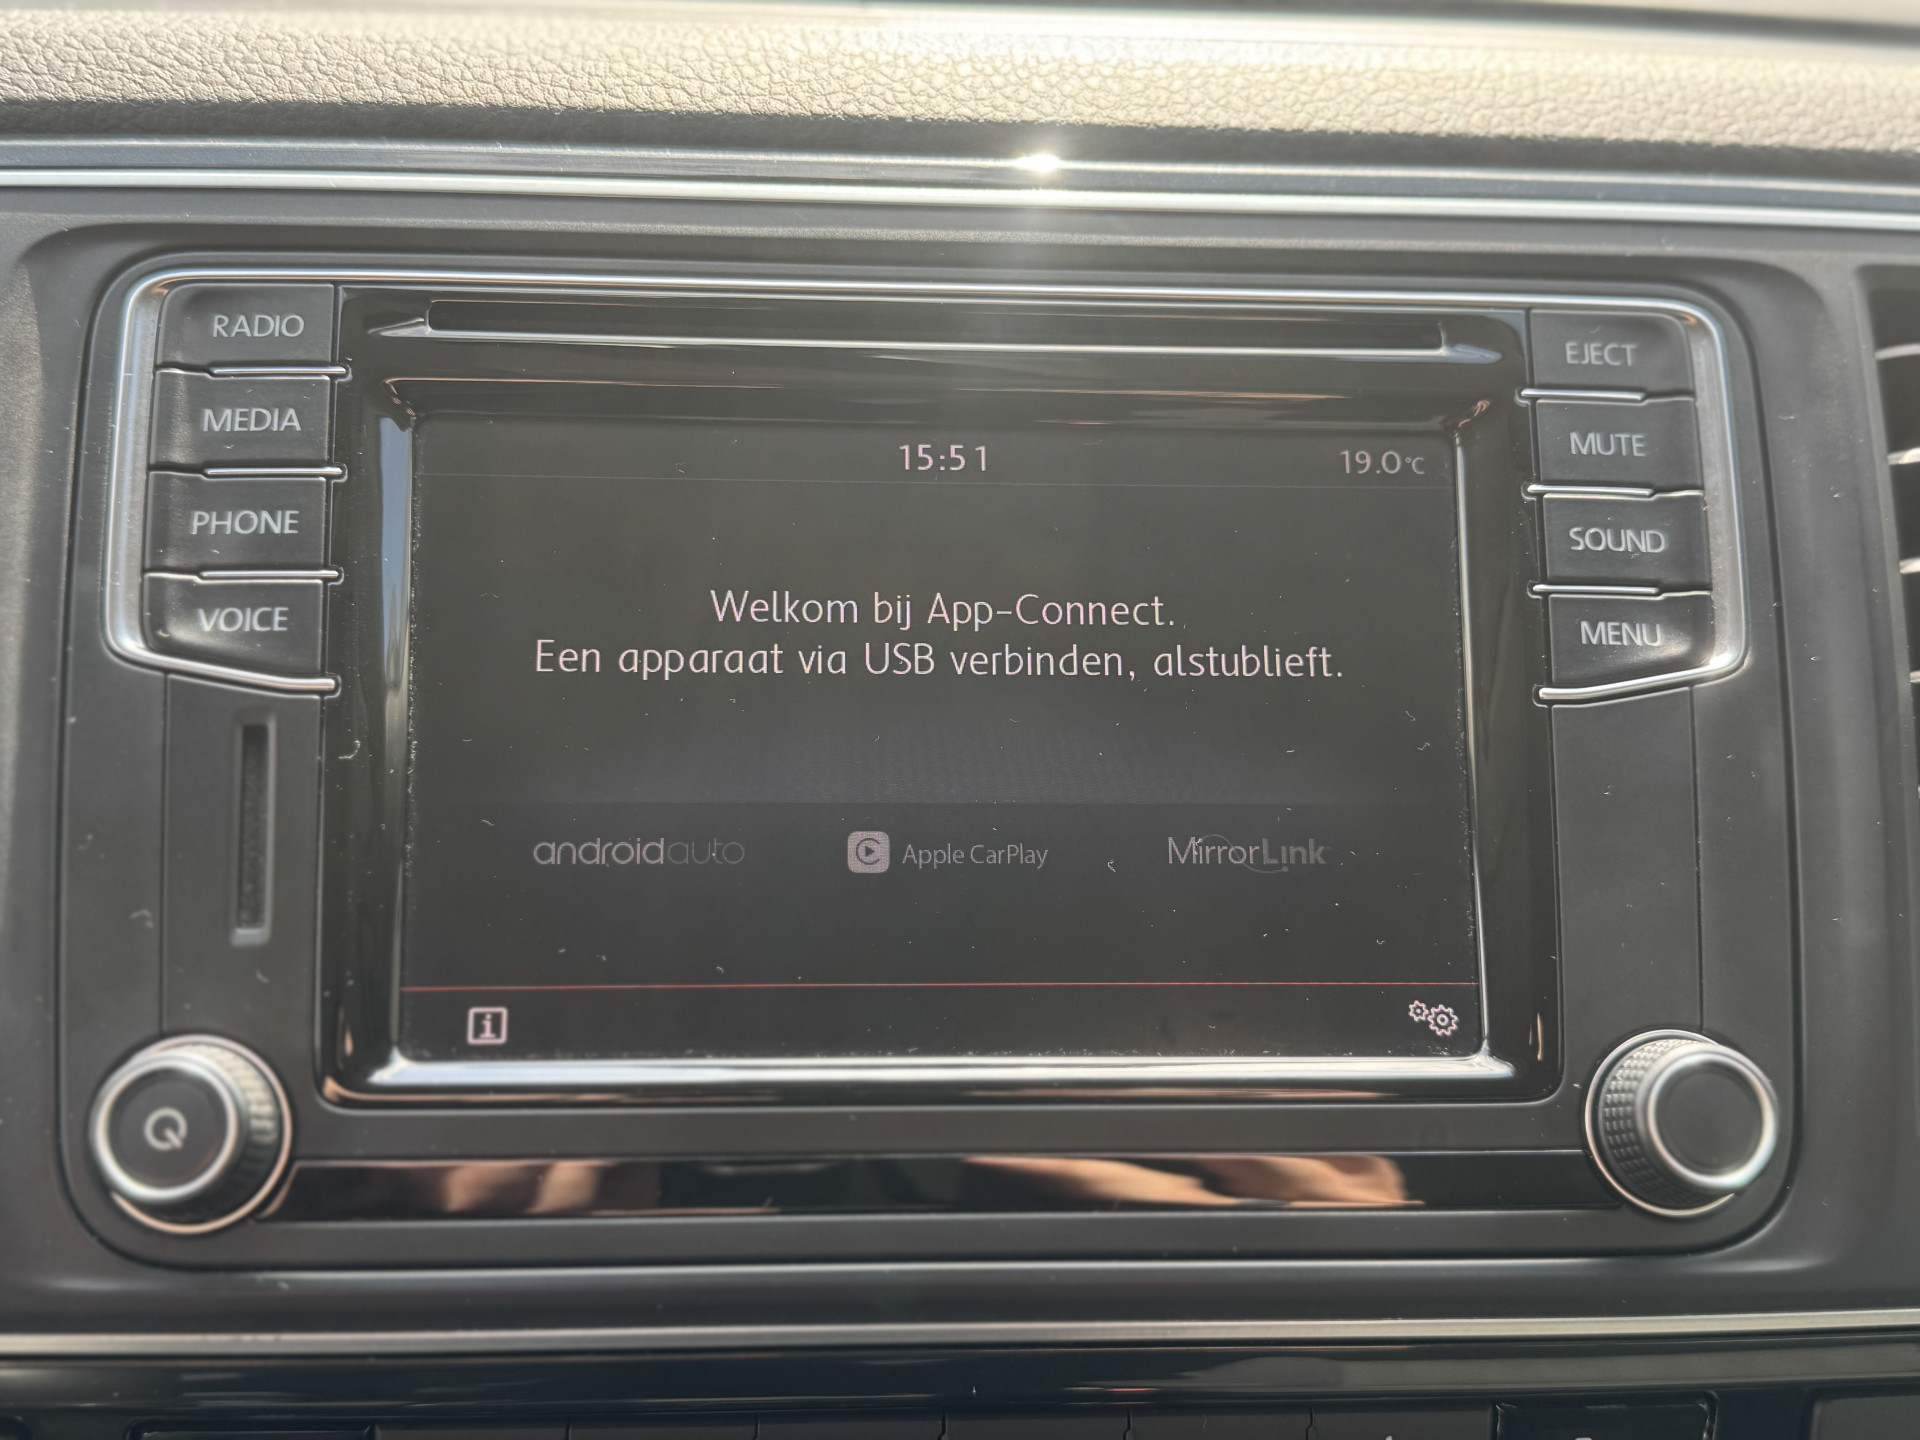 RADIO
MEDIA
PHONE
VOICE
EJECT
MUTE
SOUND
MENU
15:51
19.0°C
Welkom bij App-Connect.
Een apparaat via USB verbinden, alstublieft.
androidauto
Apple CarPlay
MirrorLink
i